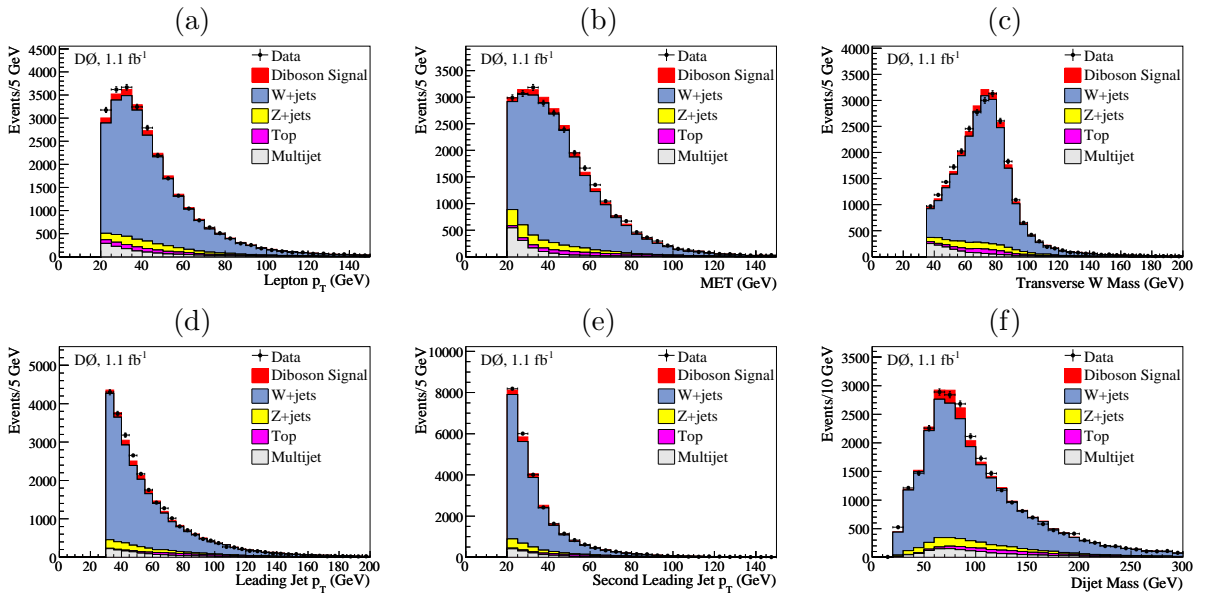 (a)
Events/5 GeV
4500
4000
3500
3000
2500
2000
1500
1000
500
0
DØ, 1.1 fb⁻¹
Data
Diboson Signal
W+jets
Z+jets
Top
Multijet
0 20 40 60 80 100 120 140
Lepton p_T (GeV)
(b)
Events/5 GeV
4000
3500
3000
2500
2000
1500
1000
500
0
DØ, 1.1 fb⁻¹
Data
Diboson Signal
W+jets
Z+jets
Top
Multijet
0 20 40 60 80 100 120 140
MET (GeV)
(c)
Events/5 GeV
4000
3500
3000
2500
2000
1500
1000
500
0
DØ, 1.1 fb⁻¹
Data
Diboson Signal
W+jets
Z+jets
Top
Multijet
0 20 40 60 80 100 120 140 160 180 200
Transverse W Mass (GeV)
(d)
Events/5 GeV
5000
4000
3000
2000
1000
0
DØ, 1.1 fb⁻¹
Data
Diboson Signal
W+jets
Z+jets
Top
Multijet
0 20 40 60 80 100 120 140 160 180 200
Leading Jet p_T (GeV)
(e)
Events/5 GeV
10000
8000
6000
4000
2000
0
DØ, 1.1 fb⁻¹
Data
Diboson Signal
W+jets
Z+jets
Top
Multijet
0 20 40 60 80 100 120 140
Second Leading Jet p_T (GeV)
(f)
Events/10 GeV
3500
3000
2500
2000
1500
1000
500
0
DØ, 1.1 fb⁻¹
Data
Diboson Signal
W+jets
Z+jets
Top
Multijet
0 50 100 150 200 250 300
Dijet Mass (GeV)